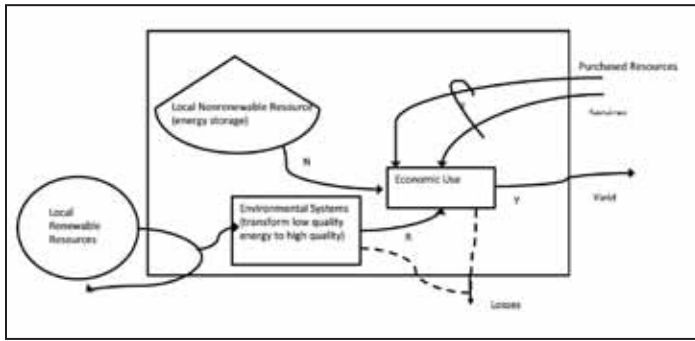 Purchased Resources
Services
Local Nonrenewable Resource
(energy storage)
N
Economic Use
Local
Renewable
Resources
Environmental Systems
(transform low quality
energy to high quality)
R
Y
Yield
Losses